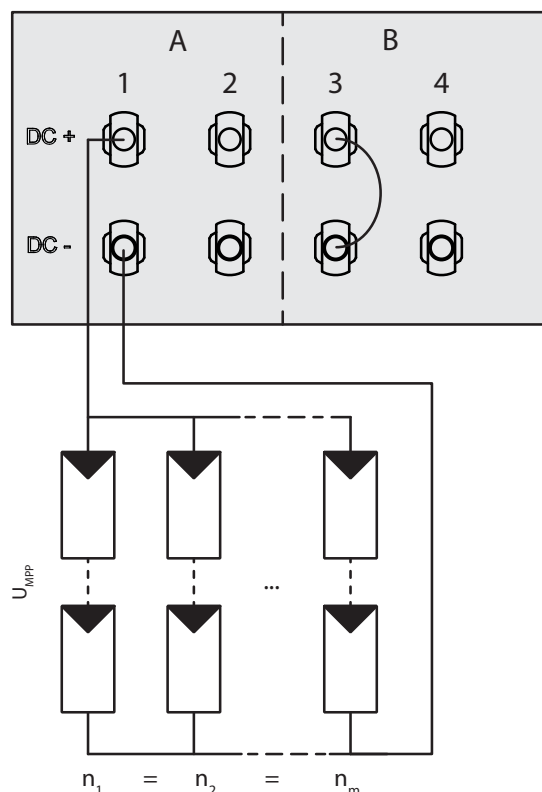 A B
1 2 3 4
DC +
DC -
U_MPP
...
n_1 = n_2 = n_m